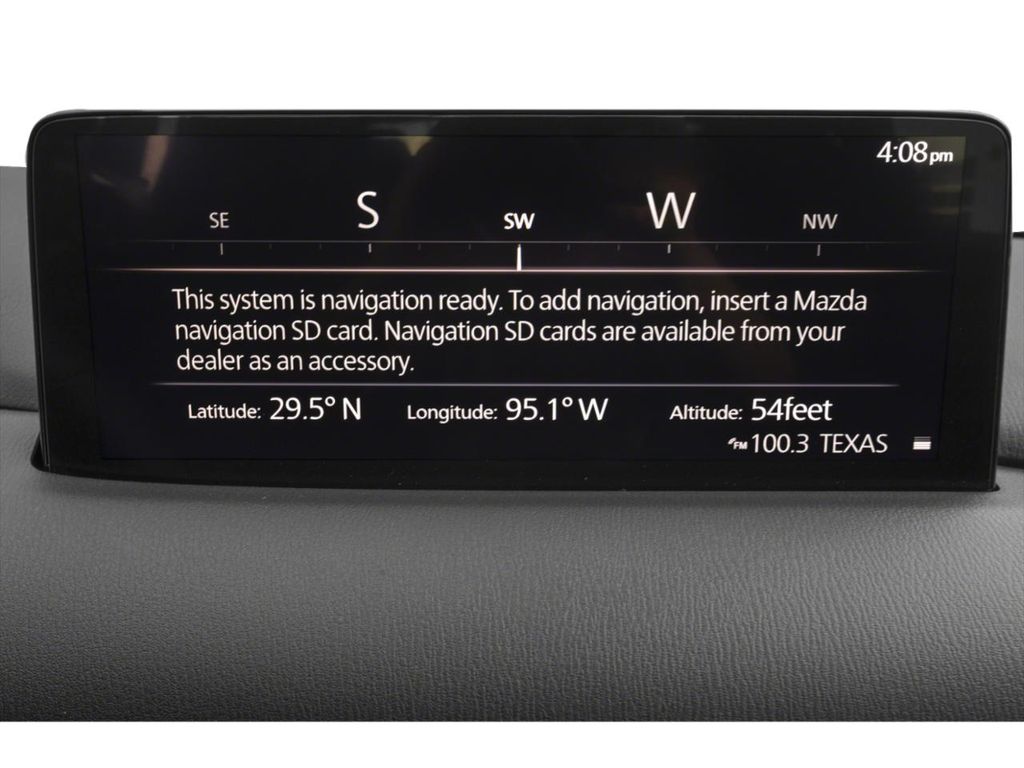 4:08pm
SE S SW W NW
This system is navigation ready. To add navigation, insert a Mazda
navigation SD card. Navigation SD cards are available from your
dealer as an accessory.
Latitude: 29.5° N Longitude: 95.1° W Altitude: 54feet
FM 100.3 TEXAS